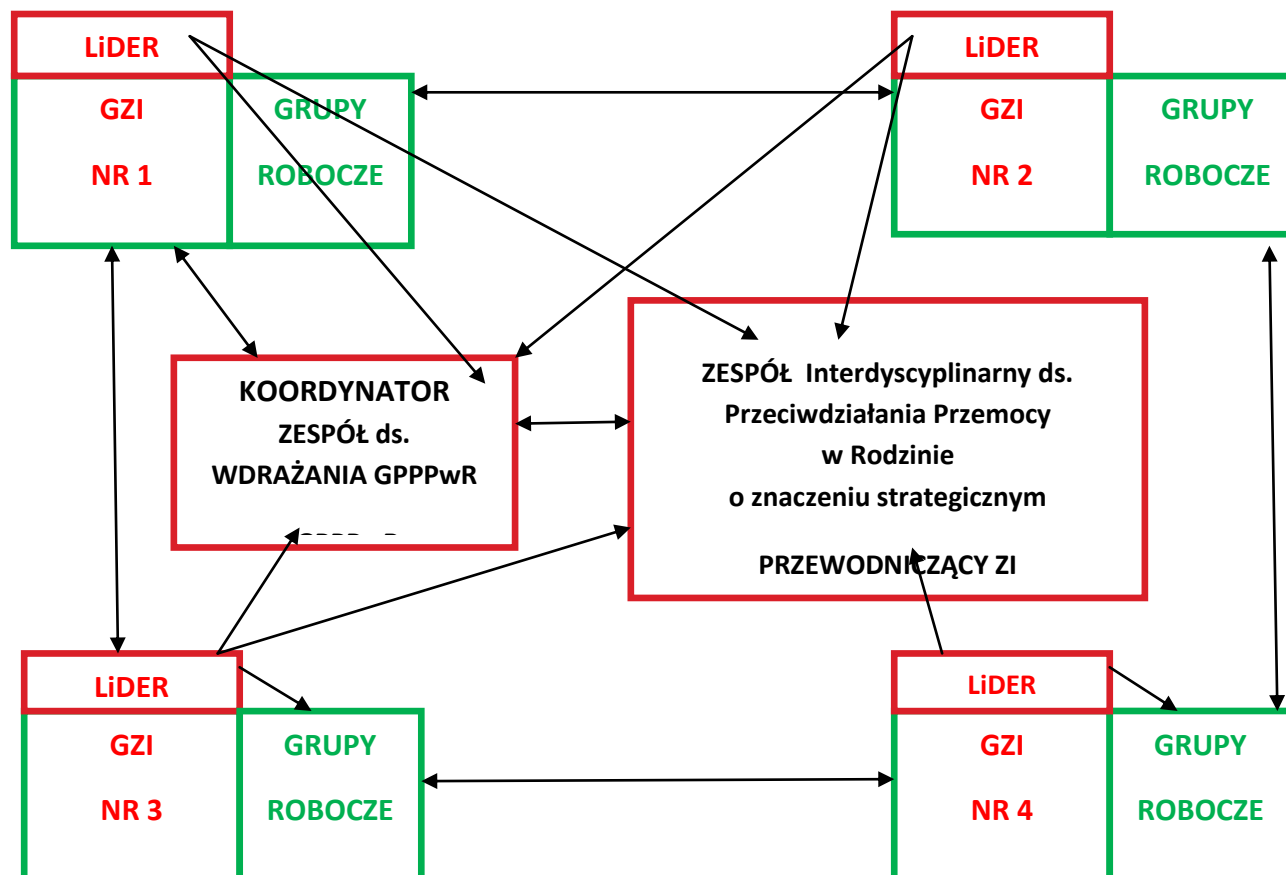 LiDER
GZI
NR 1
GRUPY
ROBOCZE
LiDER
GZI
NR 2
GRUPY
ROBOCZE
KOORDYNATOR
ZESPÓŁ ds.
WDRAŻANIA GPPPwR
ZESPÓŁ  Interdyscyplinarny ds.
Przeciwdziałania Przemocy
w Rodzinie
o znaczeniu strategicznym
PRZEWODNICZĄCY ZI
LiDER
GZI
NR 3
GRUPY
ROBOCZE
LiDER
GZI
NR 4
GRUPY
ROBOCZE